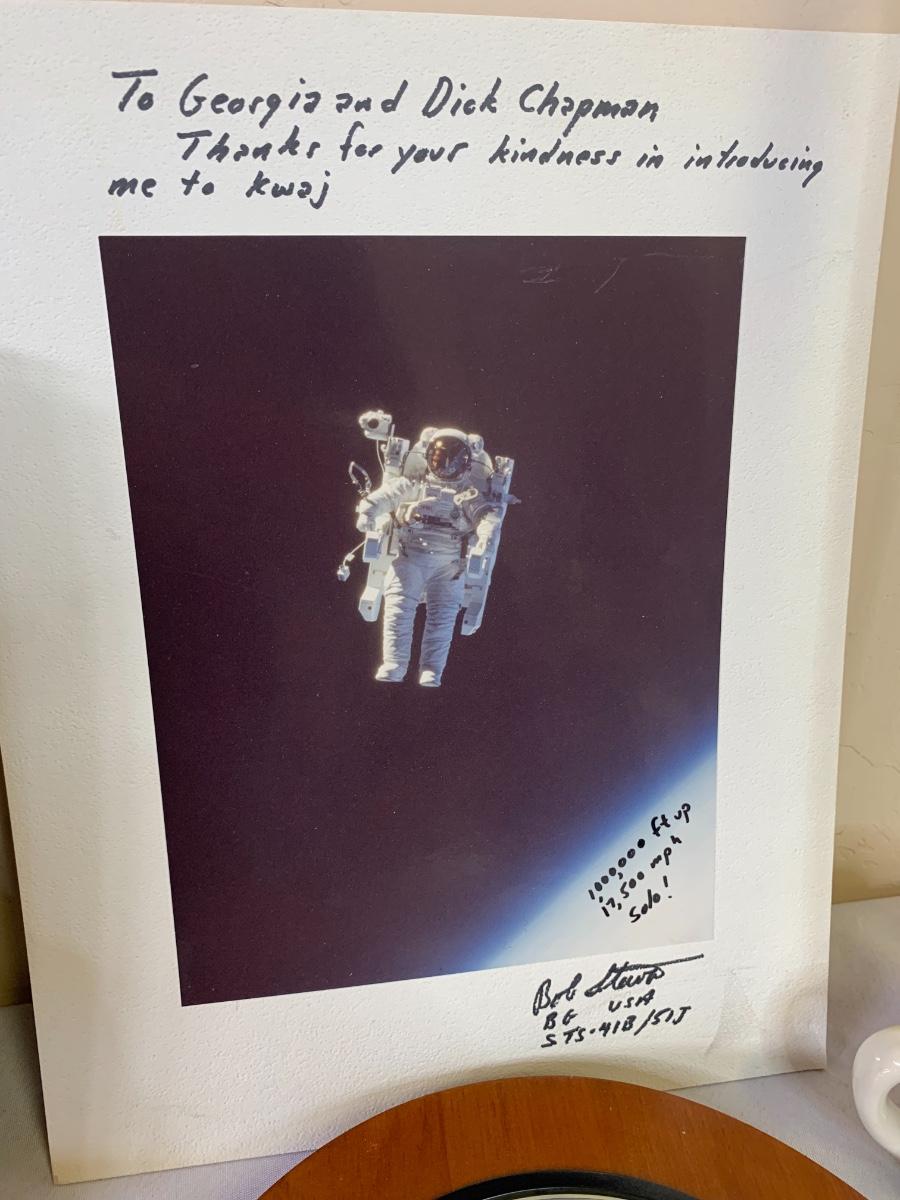 To Georgia and Dick Chapman
Thanks for your kindness in introducing
me to Kwaj
1000,000 ft up
17,500 mph
Solo!
Bob Stewart
BG USA
STS-41B/51J